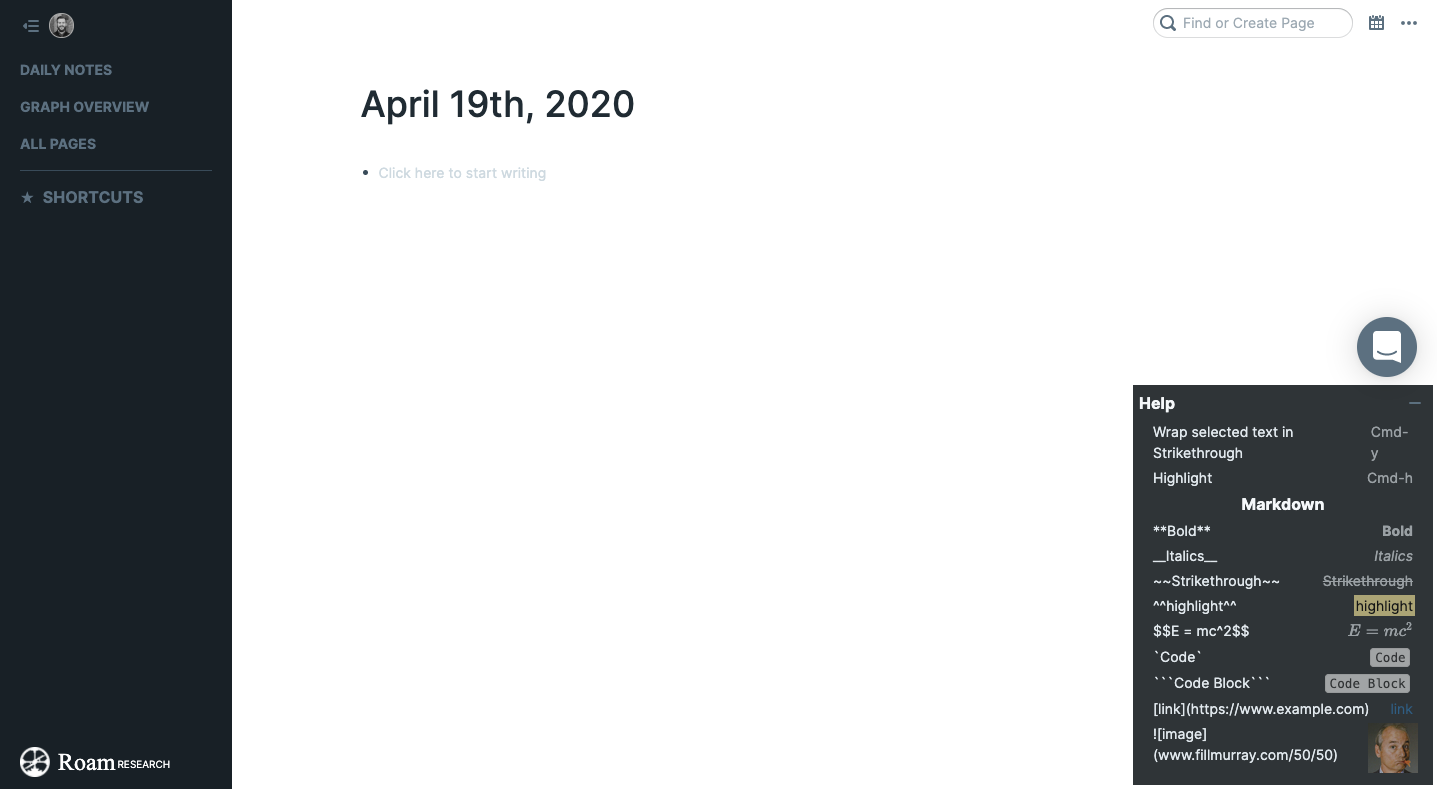 DAILY NOTES
GRAPH OVERVIEW
ALL PAGES
★ SHORTCUTS
Roam RESEARCH
Find or Create Page
April 19th, 2020
• Click here to start writing
Help
Wrap selected text in Cmd-
Strikethrough y
Highlight Cmd-h
Markdown
**Bold** Bold
__Italics__ Italics
~~Strikethrough~~ Strikethrough
^^highlight^^ highlight
$$E = mc^2$$ E = mc²
`Code` Code
```Code Block``` Code Block
[link](https://www.example.com) link
![image]
(www.fillmurray.com/50/50)